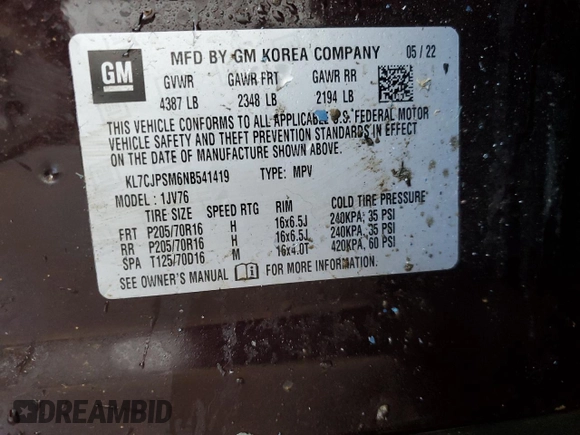 GM
MFD BY GM KOREA COMPANY 05 / 22
GVWR GAWR FRT GAWR RR
4387 LB 2348 LB 2194 LB
THIS VEHICLE CONFORMS TO ALL APPLICABLE U.S. FEDERAL MOTOR
VEHICLE SAFETY AND THEFT PREVENTION STANDARDS IN EFFECT
ON THE DATE OF MANUFACTURE SHOWN ABOVE.
KL7CJPSM6NB541419 TYPE: MPV
MODEL : 1JV76
TIRE SIZE SPEED RTG RIM COLD TIRE PRESSURE
FRT P205/70R16 H 16x6.5J 240KPA, 35 PSI
RR P205/70R16 H 16x6.5J 240KPA, 35 PSI
SPA T125/70D16 M 16x4.0T 420KPA, 60 PSI
SEE OWNER'S MANUAL FOR MORE INFORMATION.
DREAMBID